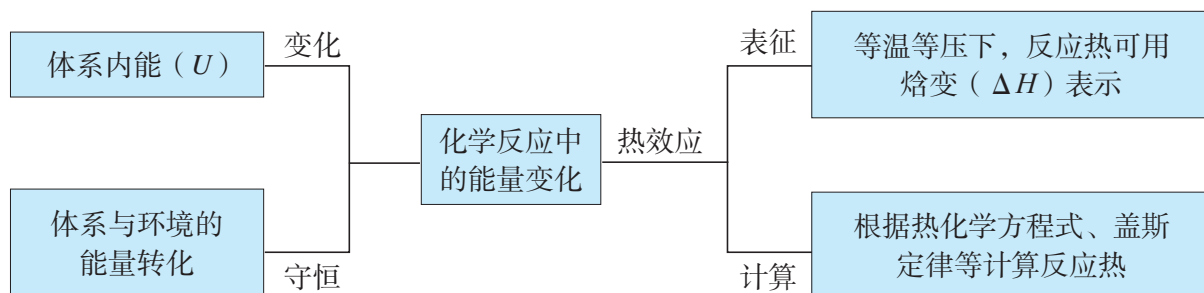 体系内能（U）
变化
体系与环境的
能量转化
守恒
化学反应中
的能量变化
热效应
表征
等温等压下，反应热可用
焓变（ΔH）表示
计算
根据热化学方程式、盖斯
定律等计算反应热